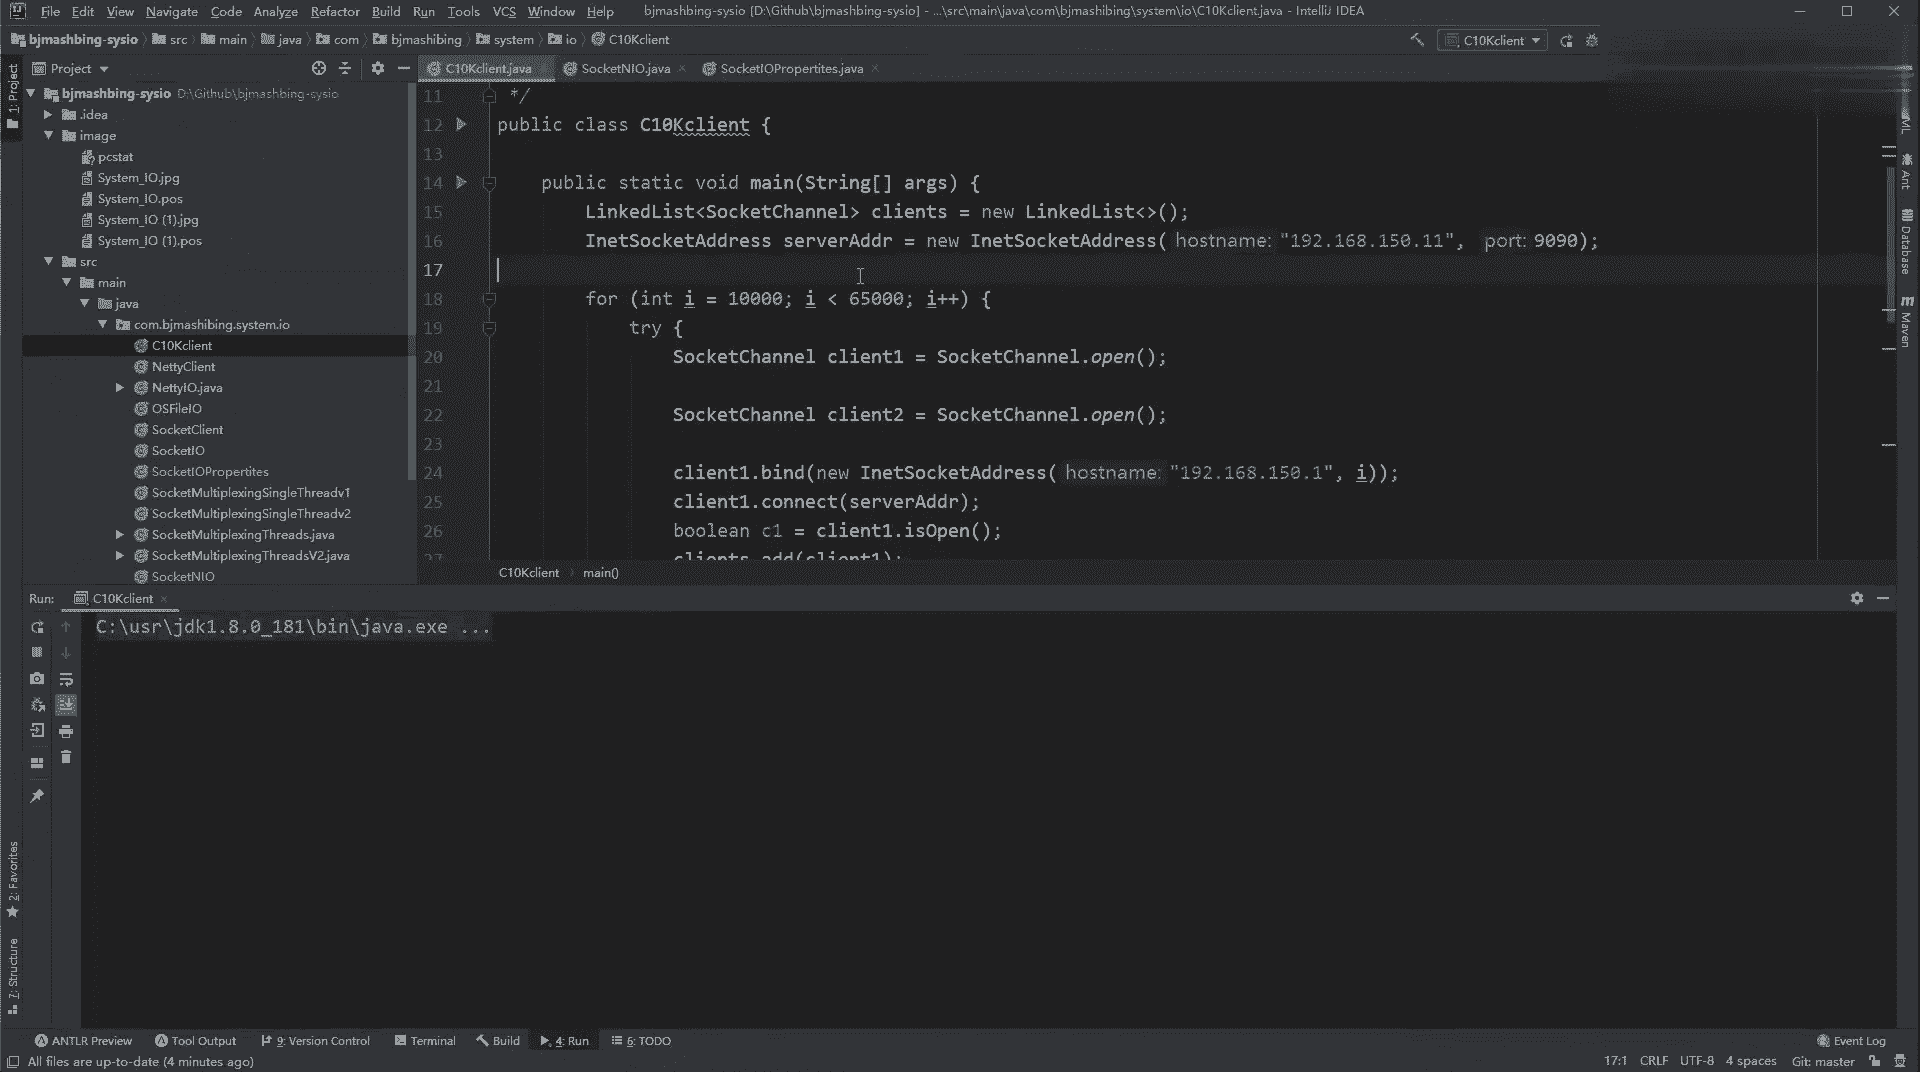 File Edit View Navigate Code Analyze Refactor Build Run Tools VCS Window Help bjmashbing-sysio [D:\Github\bjmashbing-sysio] - ...\src\main\java\com\bjmashibing\system\io\C10Kclient.java - IntelliJ IDEA
bjmashbing-sysio src main java com bjmashibing system io C10Kclient C10Kclient
Project C10Kclient.java SocketNIO.java SocketIOPropertites.java
1: Project
bjmashbing-sysio D:\Github\bjmashbing-sysio
.idea
image
pcstat
System_IO.jpg
System_IO.pos
System_IO (1).jpg
System_IO (1).pos
src
main
java
com.bjmashibing.system.io
C10Kclient
NettyClient
NettyIO.java
OSFileIO
SocketClient
SocketIO
SocketIOPropertites
SocketMultiplexingSingleThreadv1
SocketMultiplexingSingleThreadv2
SocketMultiplexingThreads.java
SocketMultiplexingThreadsV2.java
SocketNIO
11 */
12 public class C10Kclient {
13
14 public static void main(String[] args) {
15 LinkedList<SocketChannel> clients = new LinkedList<>();
16 InetSocketAddress serverAddr = new InetSocketAddress( hostname: "192.168.150.11", port: 9090);
17
18 for (int i = 10000; i < 65000; i++) {
19 try {
20 SocketChannel client1 = SocketChannel.open();
21
22 SocketChannel client2 = SocketChannel.open();
23
24 client1.bind(new InetSocketAddress( hostname: "192.168.150.1", i));
25 client1.connect(serverAddr);
26 boolean c1 = client1.isOpen();
27 clients.add(client1);
C10Kclient main()
Ant
Database
Maven
Run: C10Kclient
C:\usr\jdk1.8.0_181\bin\java.exe ...
2: Favorites
7: Structure
ANTLR Preview Tool Output 9: Version Control Terminal Build 4: Run 6: TODO Event Log
All files are up-to-date (4 minutes ago) 17:1 CRLF UTF-8 4 spaces Git: master